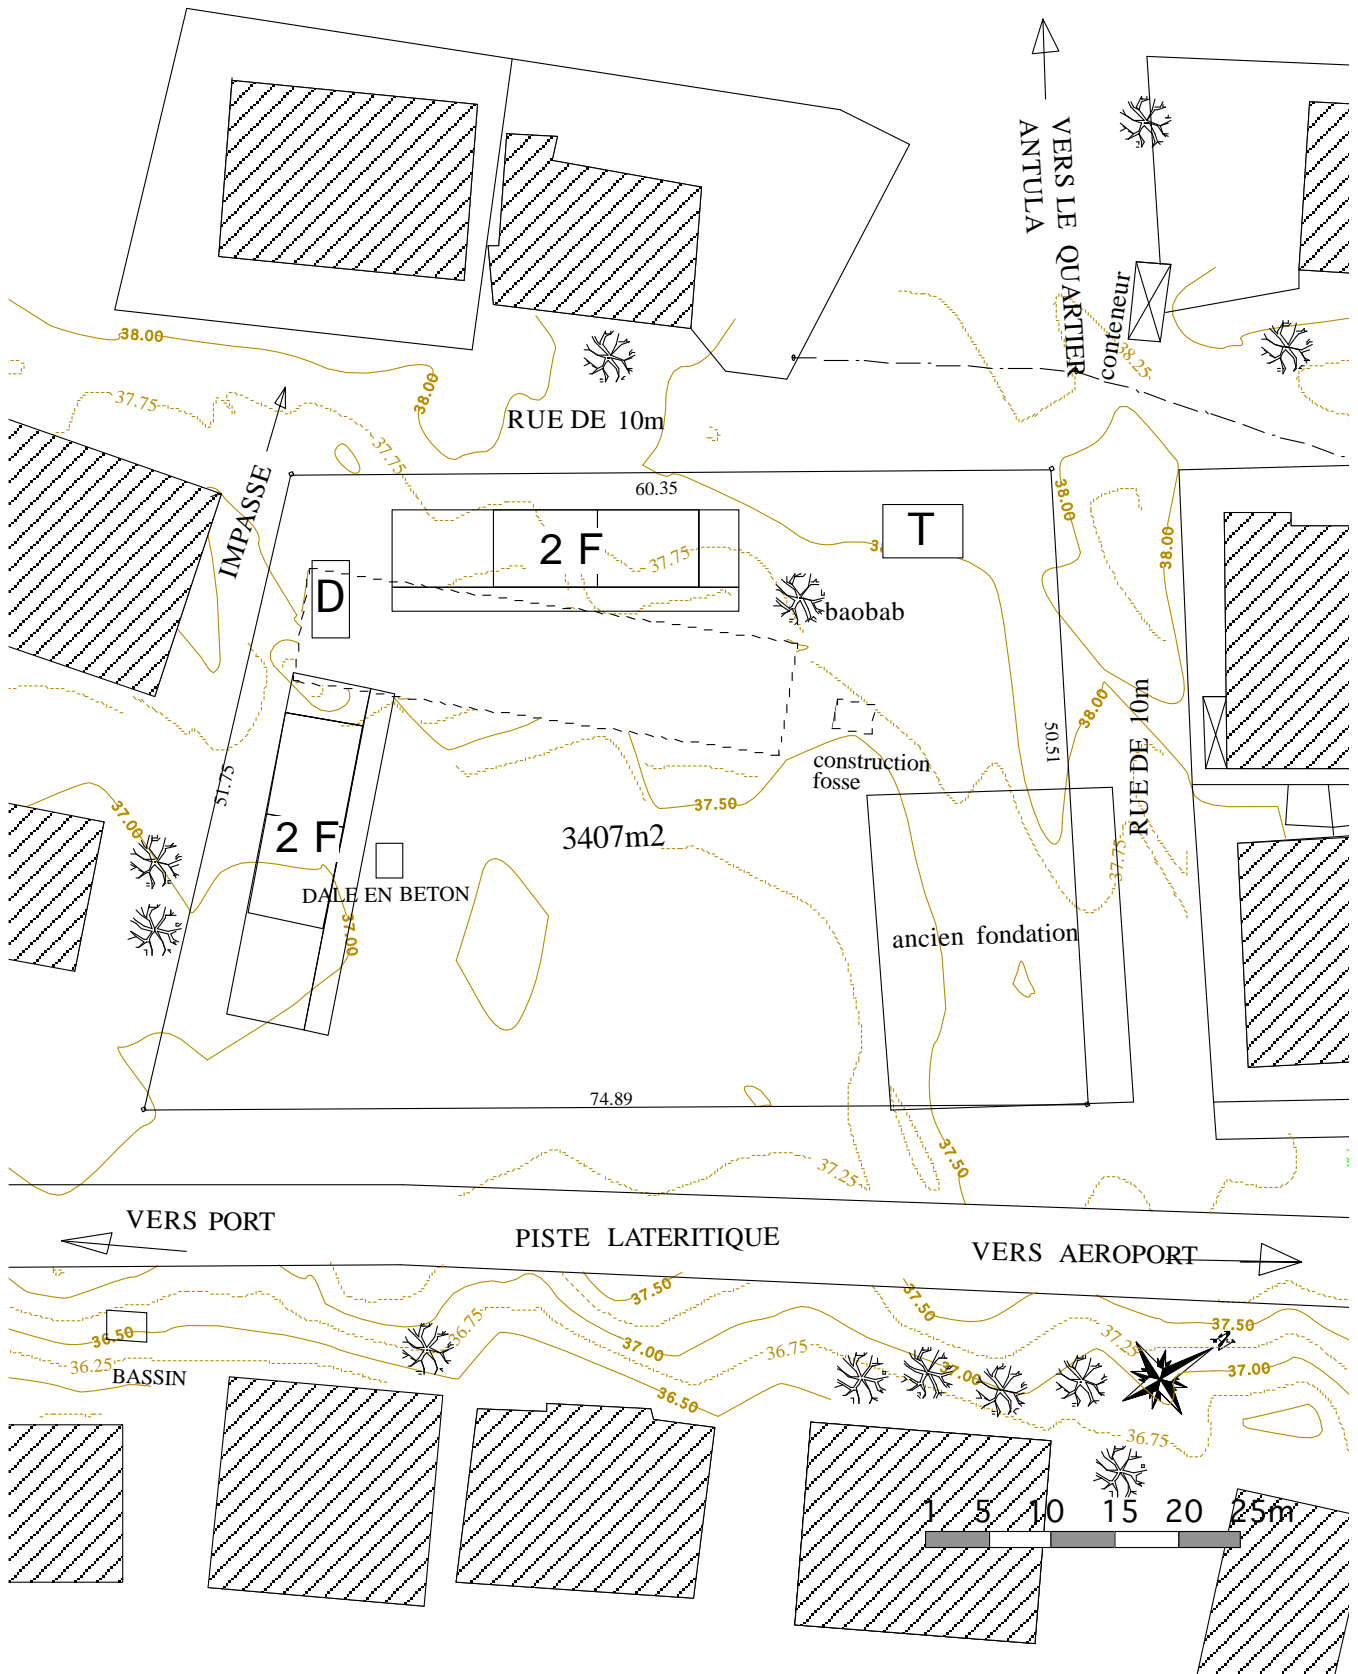 VERS LE QUARTIER
ANTULA
conteneur
38.25
38.00
38.00
37.75
37.75
RUE DE 10m
IMPASSE
60.35
38.00
38.00
2 F
T
37.75
D
baobab
38.00
RUE DE 10m
50.51
51.75
construction
fosse
37.50
37.00
2 F
3407m2
37.75
DALE EN BETON
37.00
ancien fondation
74.89
37.25
37.50
VERS PORT
PISTE LATERITIQUE
VERS AEROPORT
37.50
37.50
37.50
36.50
36.75
37.00
36.75
37.25
N
36.25
BASSIN
37.00
37.00
36.50
36.75
1 5 10 15 20 25m